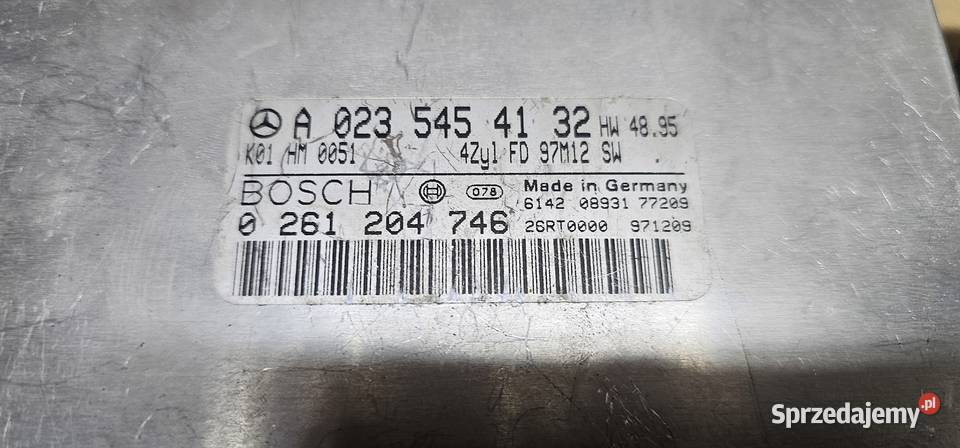 A 023 545 41 32 HW 48.95
K01 HM 0051 4Zyl FD 97M12 SW .
BOSCH 078 Made in Germany
6142 08931 77209
0 261 204 746 26RT0000 971209
Sprzedajemy.pl